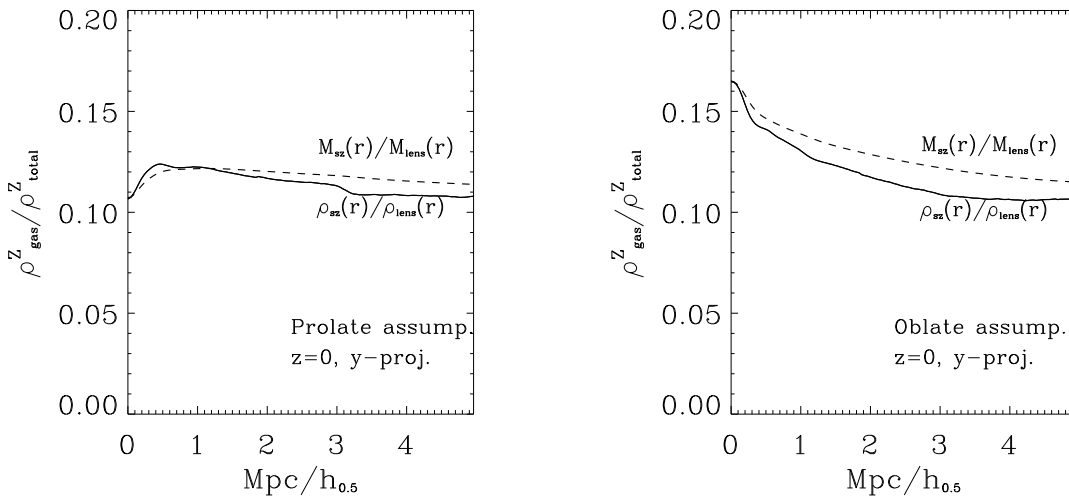 0.20
0.15
0.10
0.05
0.00
ρ^Z_gas/ρ^Z_total
M_sz(r)/M_lens(r)
ρ_sz(r)/ρ_lens(r)
Prolate assump.
z=0, y-proj.
0 1 2 3 4
Mpc/h_0.5
0.20
0.15
0.10
0.05
0.00
ρ^Z_gas/ρ^Z_total
M_sz(r)/M_lens(r)
ρ_sz(r)/ρ_lens(r)
Oblate assump.
z=0, y-proj.
0 1 2 3 4
Mpc/h_0.5